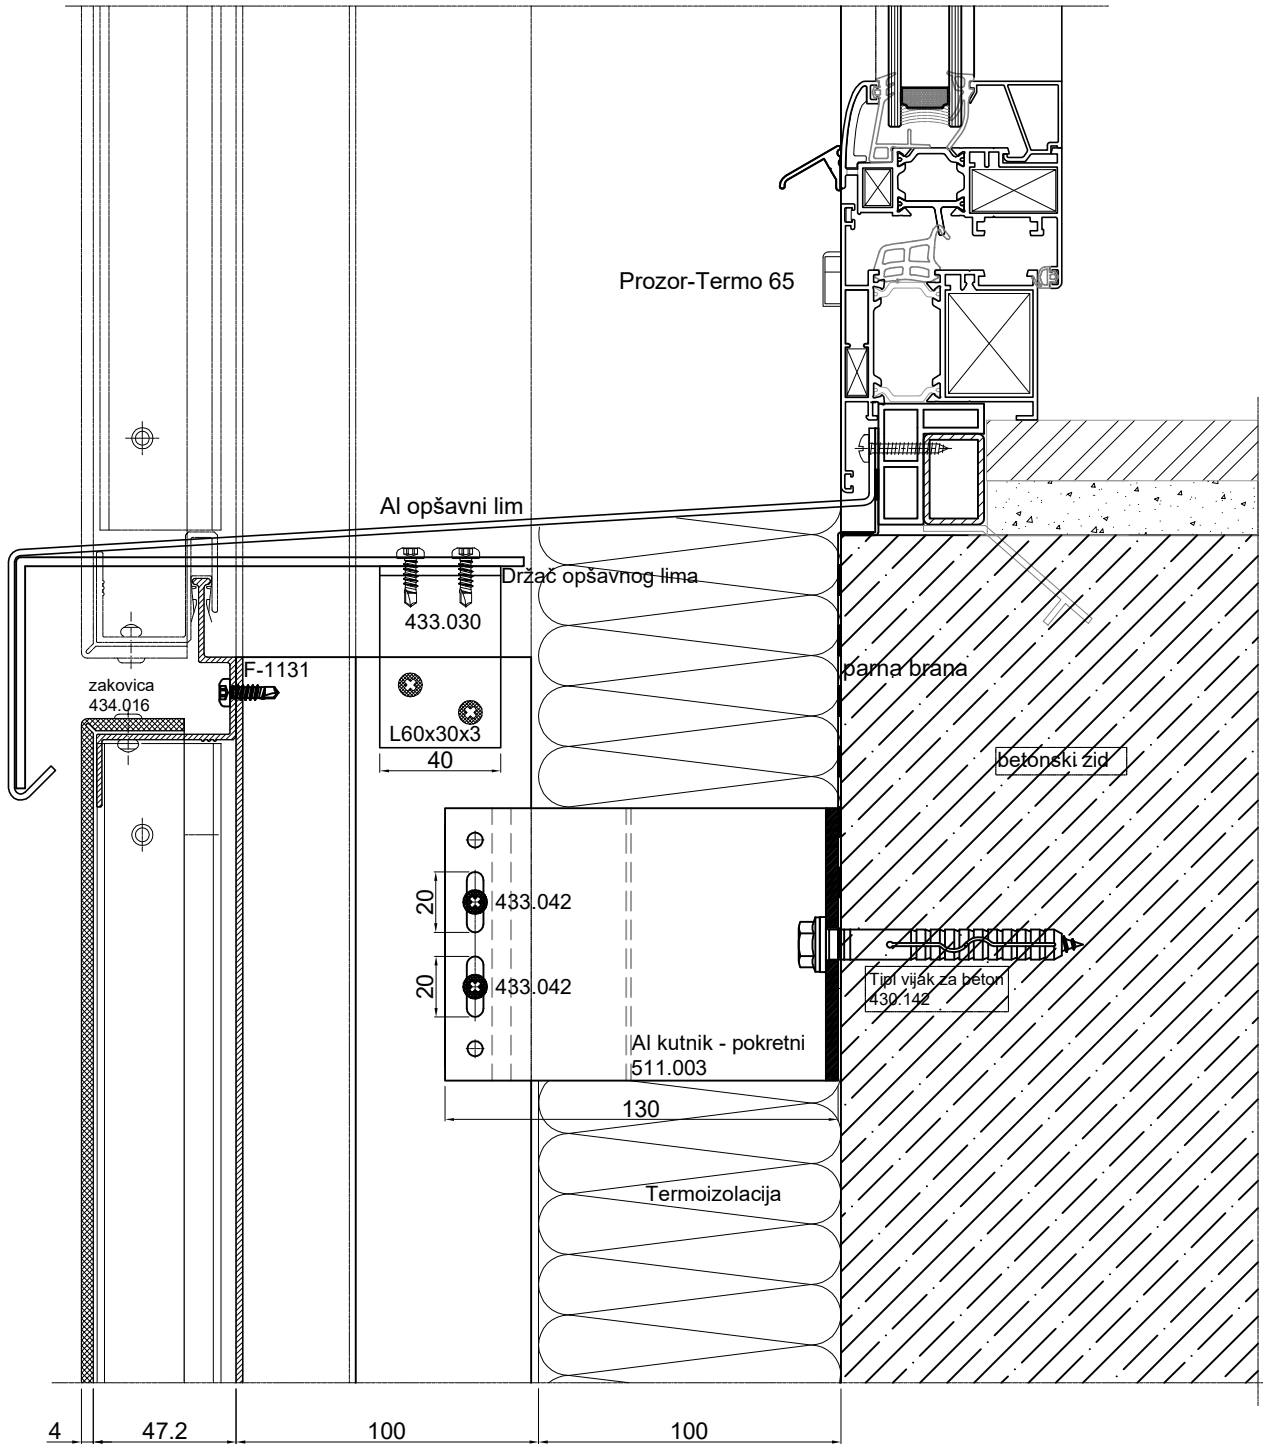 Prozor-Termo 65
Al opšavni lim
Držač opšavnog lima
433.030
F-1131
parna brana
zakovica
434.016
L60x30x3
40
betonski zid
20
433.042
20
433.042
Tipl vijak za beton
430.142
Al kutnik - pokretni
511.003
130
Termoizolacija
4
47.2
100
100